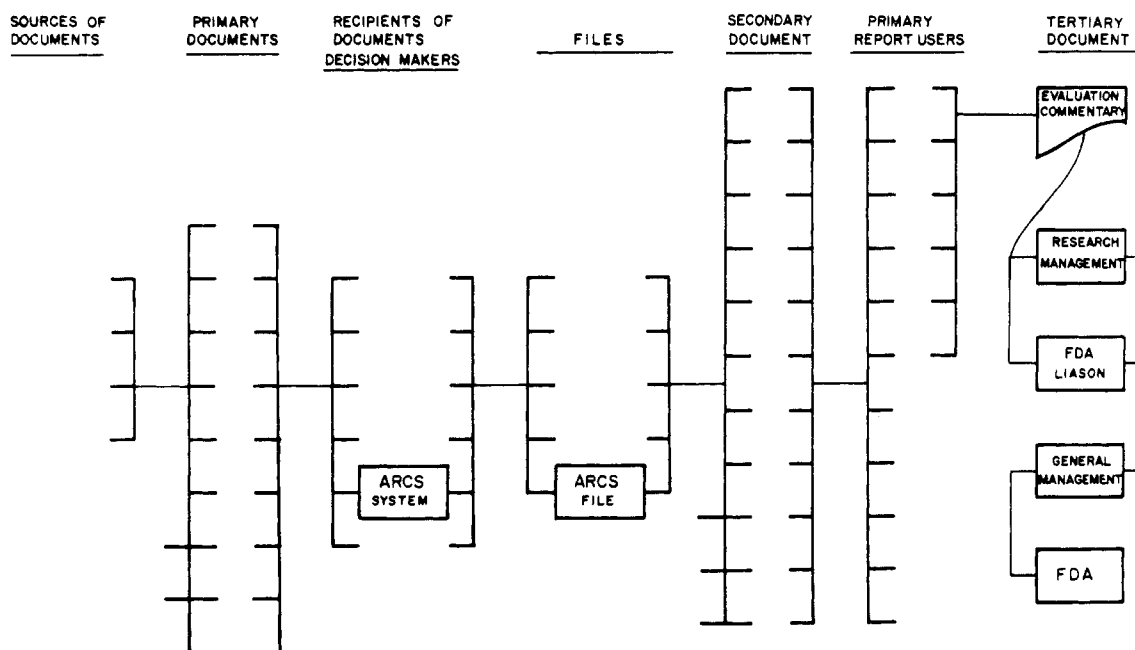 SOURCES OF
DOCUMENTS
PRIMARY
DOCUMENTS
RECIPIENTS OF
DOCUMENTS
DECISION MAKERS
FILES
SECONDARY
DOCUMENT
PRIMARY
REPORT USERS
TERTIARY
DOCUMENT
EVALUATION
COMMENTARY
RESEARCH
MANAGEMENT
FDA
LIASON
ARCS
SYSTEM
ARCS
FILE
GENERAL
MANAGEMENT
FDA